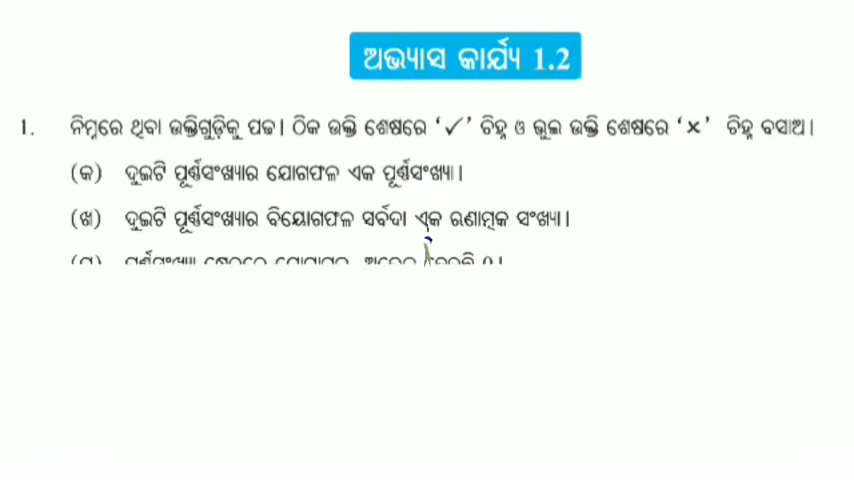 ଅଭ୍ୟାସ କାର୍ଯ୍ୟ 1.2
1. ନିମ୍ନରେ ଥିବା ଉକ୍ତିଗୁଡ଼ିକୁ ପଢ। ଠିକ ଉକ୍ତି ଶେଷରେ ‘✓’ ଚିହ୍ନ ଓ ଭୁଲ ଉକ୍ତି ଶେଷରେ ‘×’ ଚିହ୍ନ ବସାଅ।
(କ) ଦୁଇଟି ପୂର୍ଣ୍ଣସଂଖ୍ୟାର ଯୋଗଫଳ ଏକ ପୂର୍ଣ୍ଣସଂଖ୍ୟା।
(ଖ) ଦୁଇଟି ପୂର୍ଣ୍ଣସଂଖ୍ୟାର ବିୟୋଗଫଳ ସର୍ବଦା ଏକ ଋଣାତ୍ମକ ସଂଖ୍ୟା।